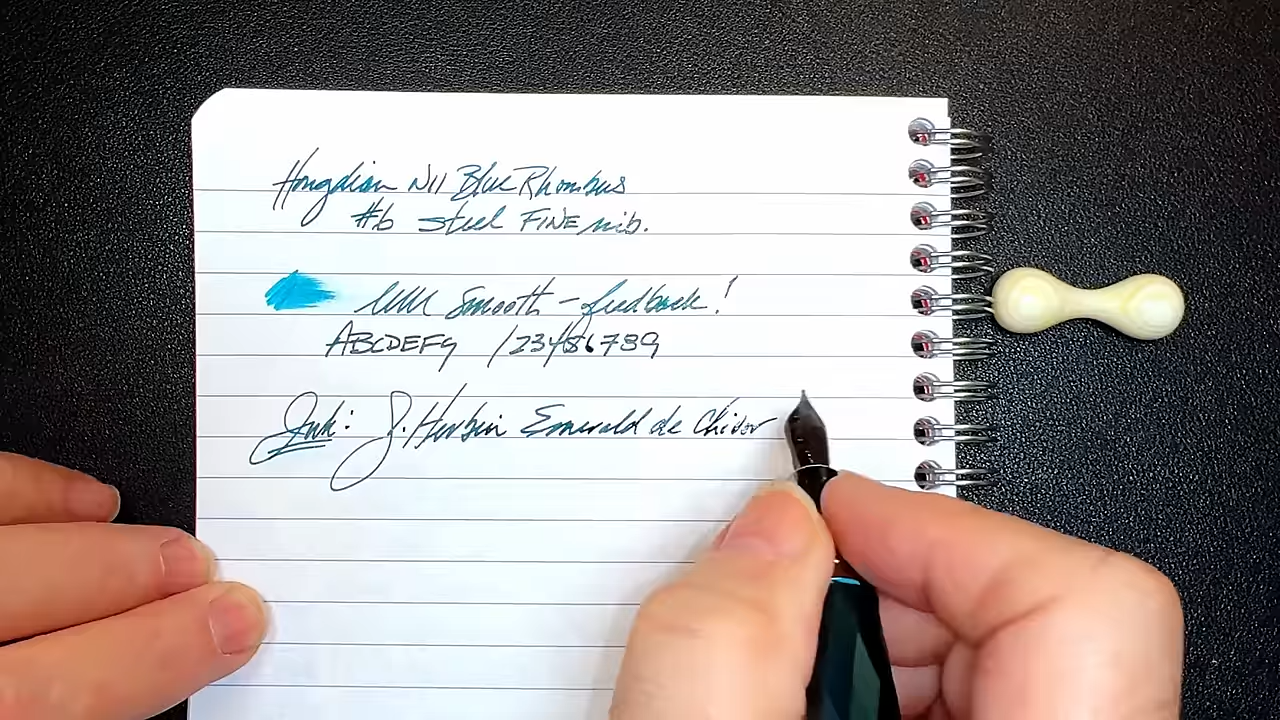 Hongdian N11 Blue Rhombus
#6 steel FINE nib.
Smooth - feedback!
ABCDEFG 123456789
Ink: J. Herbin Emerald de Chivor